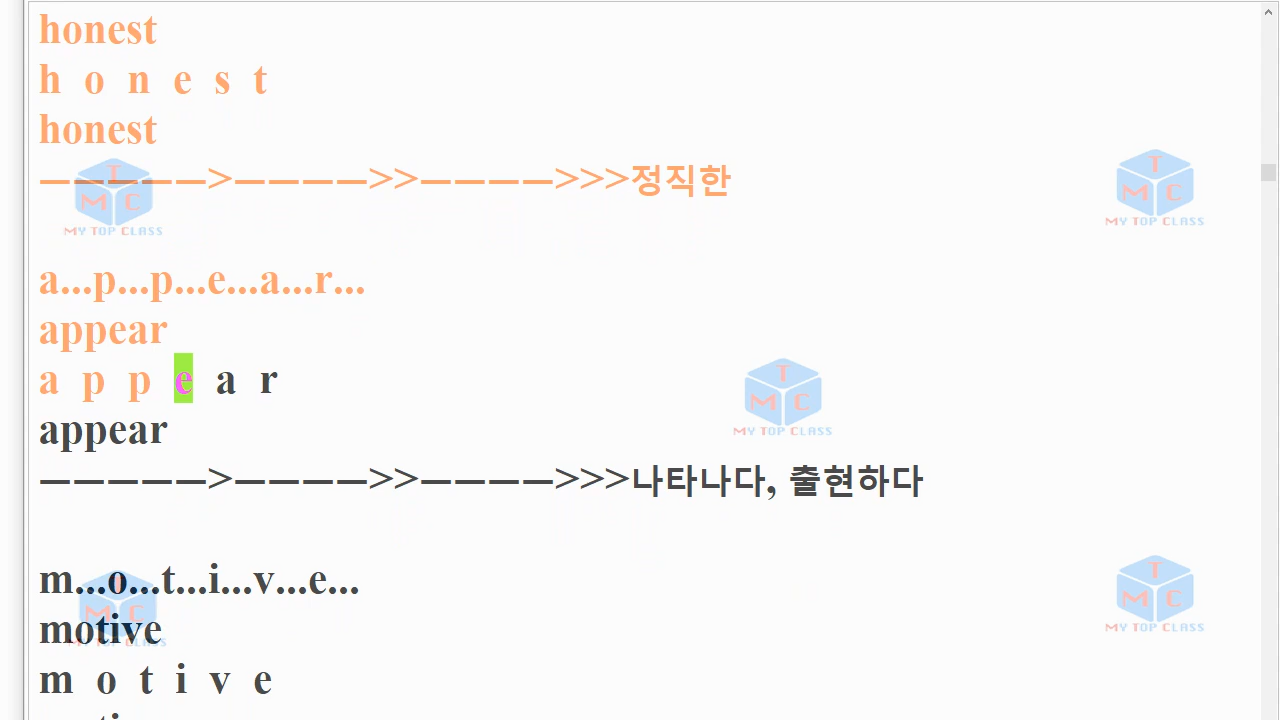 honest
h o n e s t
honest
—————>————>>————>>>정직한
a...p...p...e...a...r...
appear
a p p e a r
appear
—————>————>>————>>>나타나다, 출현하다
m...o...t...i...v...e...
motive
m o t i v e
T
M C
MY TOP CLASS
T
M C
MY TOP CLASS
T
M C
MY TOP CLASS
T
M C
MY TOP CLASS
T
M C
MY TOP CLASS